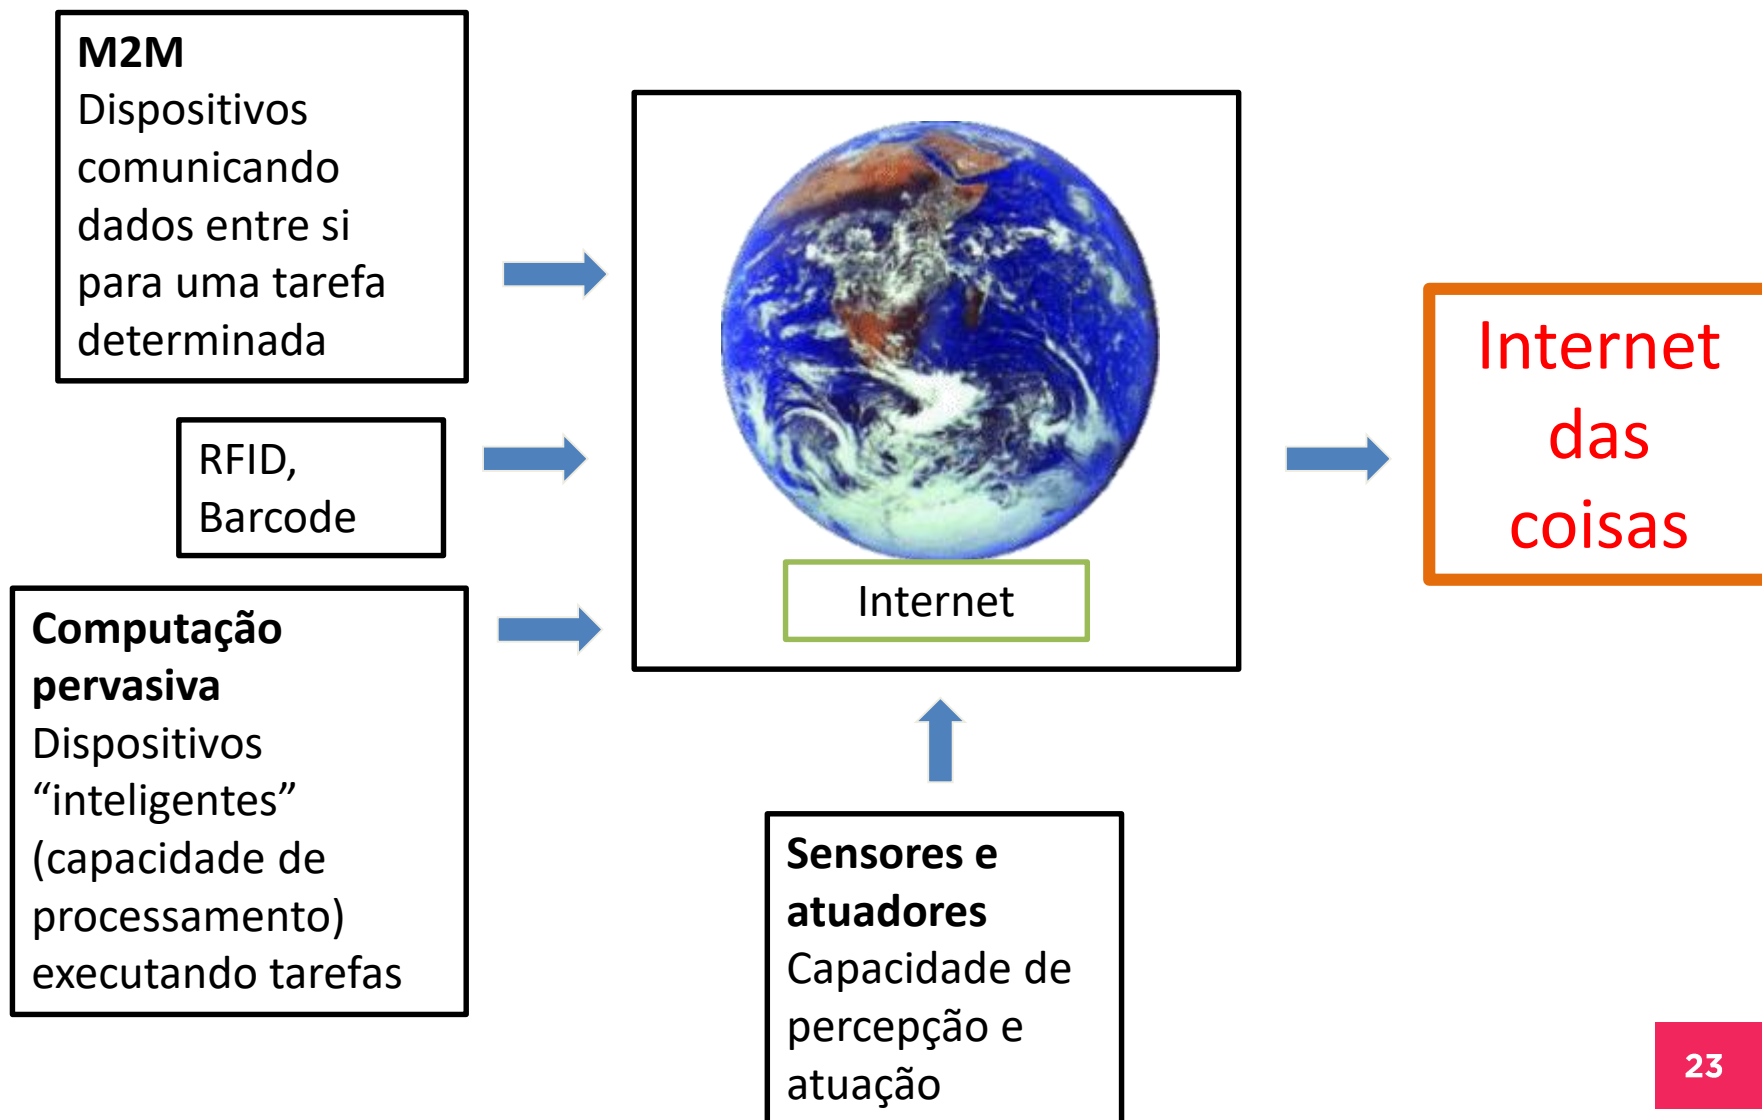 M2M
Dispositivos
comunicando
dados entre si
para uma tarefa
determinada
RFID,
Barcode
Computação
pervasiva
Dispositivos
“inteligentes”
(capacidade de
processamento)
executando tarefas
Internet
Sensores e
atuadores
Capacidade de
percepção e
atuação
Internet
das
coisas
23